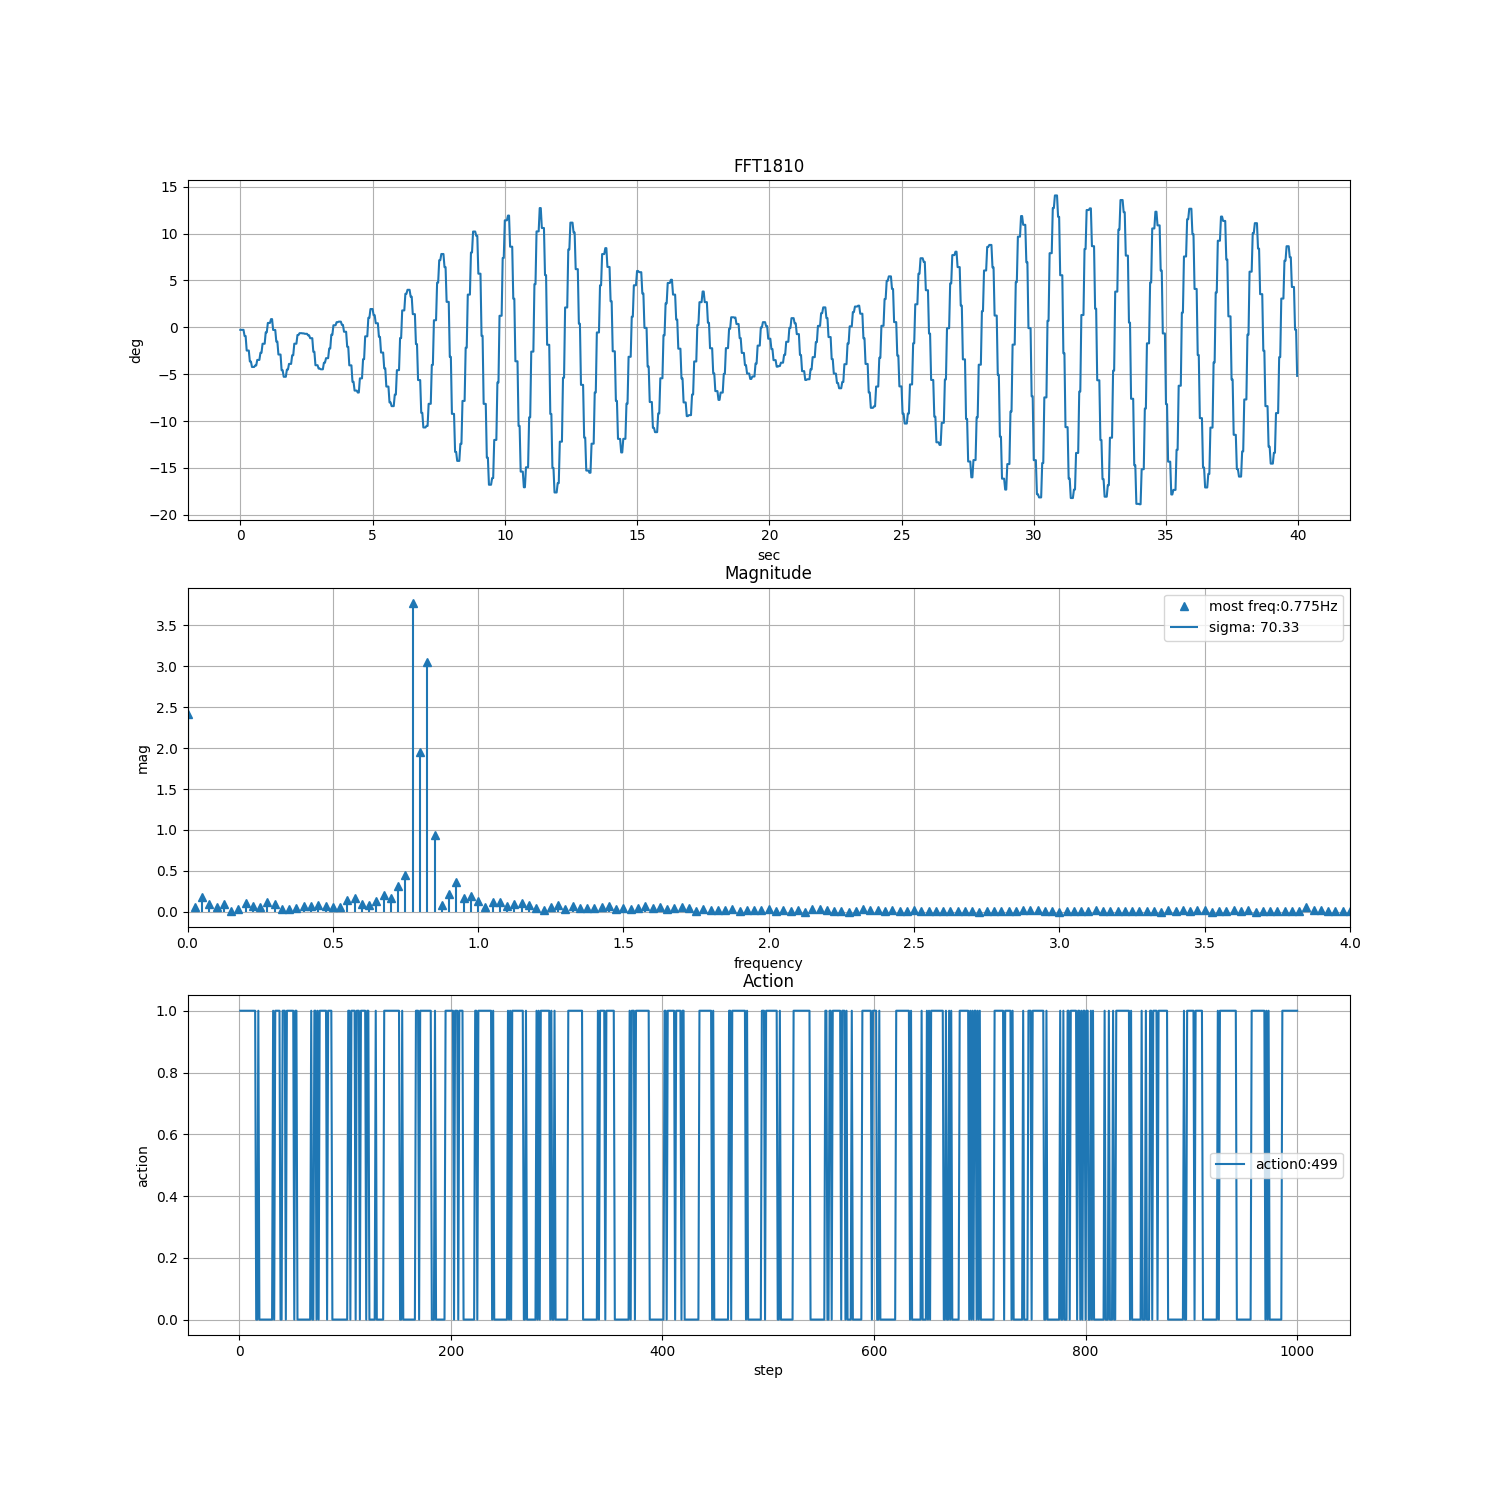 FFT1810
15
10
5
0
−5
−10
−15
−20
deg
0 5 10 15 20 25 30 35 40
sec
Magnitude
3.5
3.0
2.5
2.0
1.5
1.0
0.5
0.0
mag
most freq:0.775Hz
sigma: 70.33
0.0 0.5 1.0 1.5 2.0 2.5 3.0 3.5 4.0
frequency
Action
1.0
0.8
0.6
0.4
0.2
0.0
action
action0:499
0 200 400 600 800 1000
step